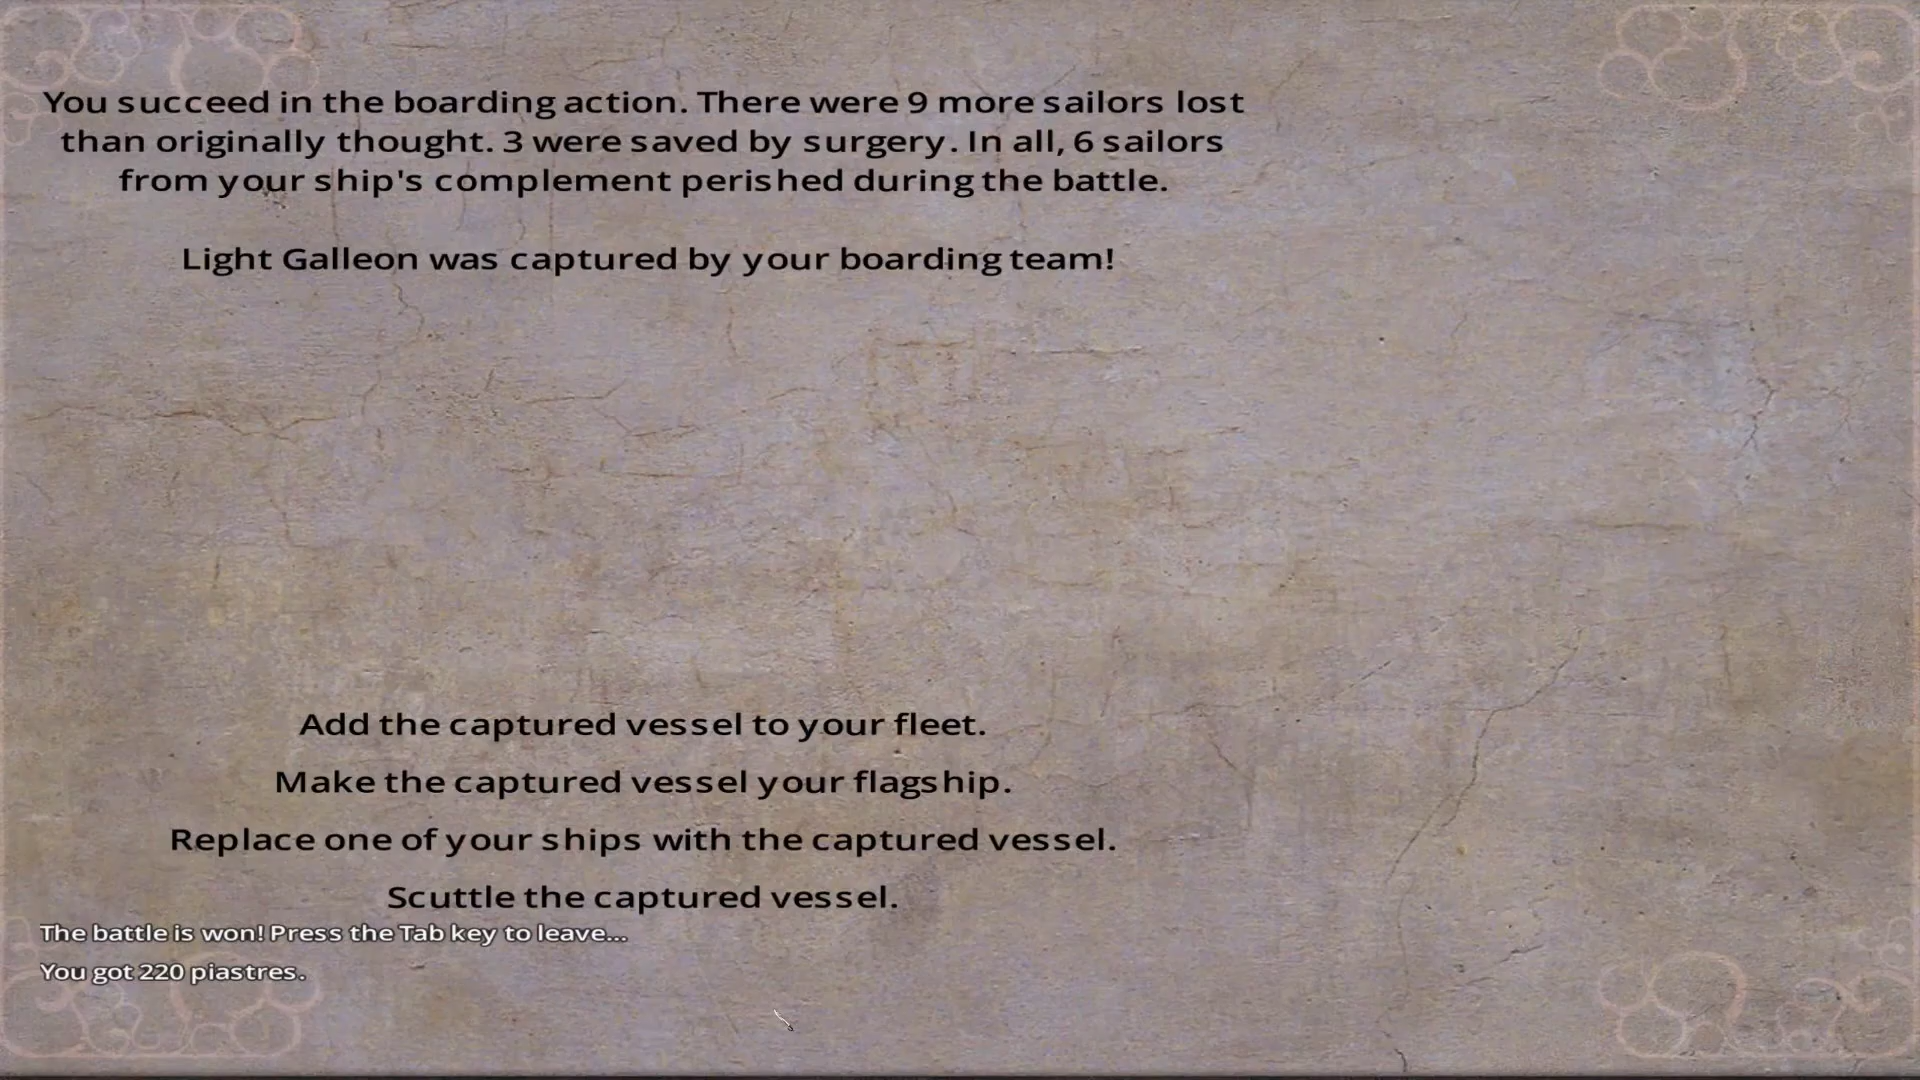 You succeed in the boarding action. There were 9 more sailors lost
than originally thought. 3 were saved by surgery. In all, 6 sailors
from your ship's complement perished during the battle.
Light Galleon was captured by your boarding team!
Add the captured vessel to your fleet.
Make the captured vessel your flagship.
Replace one of your ships with the captured vessel.
Scuttle the captured vessel.
The battle is won! Press the Tab key to leave...
You got 220 piastres.